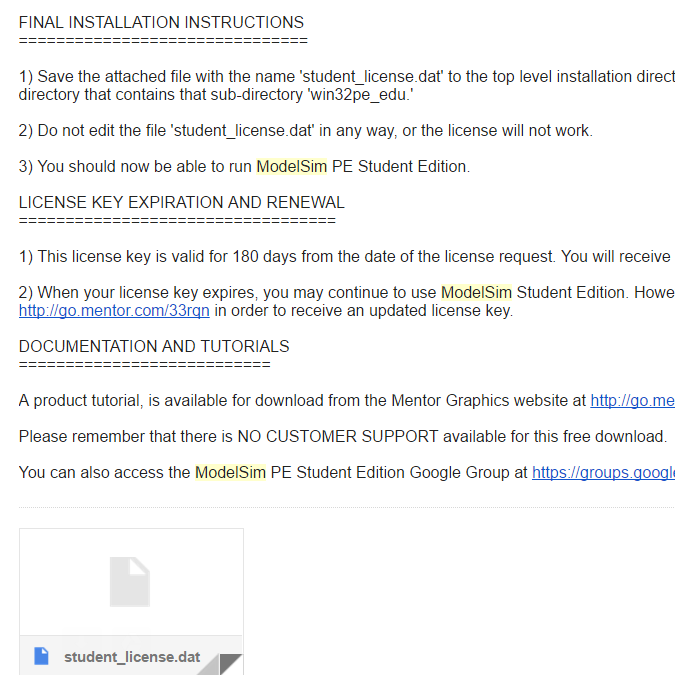 FINAL INSTALLATION INSTRUCTIONS
===============================
1) Save the attached file with the name 'student_license.dat' to the top level installation direct
directory that contains that sub-directory 'win32pe_edu.'
2) Do not edit the file 'student_license.dat' in any way, or the license will not work.
3) You should now be able to run ModelSim PE Student Edition.
LICENSE KEY EXPIRATION AND RENEWAL
==================================
1) This license key is valid for 180 days from the date of the license request. You will receive
2) When your license key expires, you may continue to use ModelSim Student Edition. Howe
http://go.mentor.com/33rqn in order to receive an updated license key.
DOCUMENTATION AND TUTORIALS
===========================
A product tutorial, is available for download from the Mentor Graphics website at http://go.me
Please remember that there is NO CUSTOMER SUPPORT available for this free download.
You can also access the ModelSim PE Student Edition Google Group at https://groups.google
student_license.dat